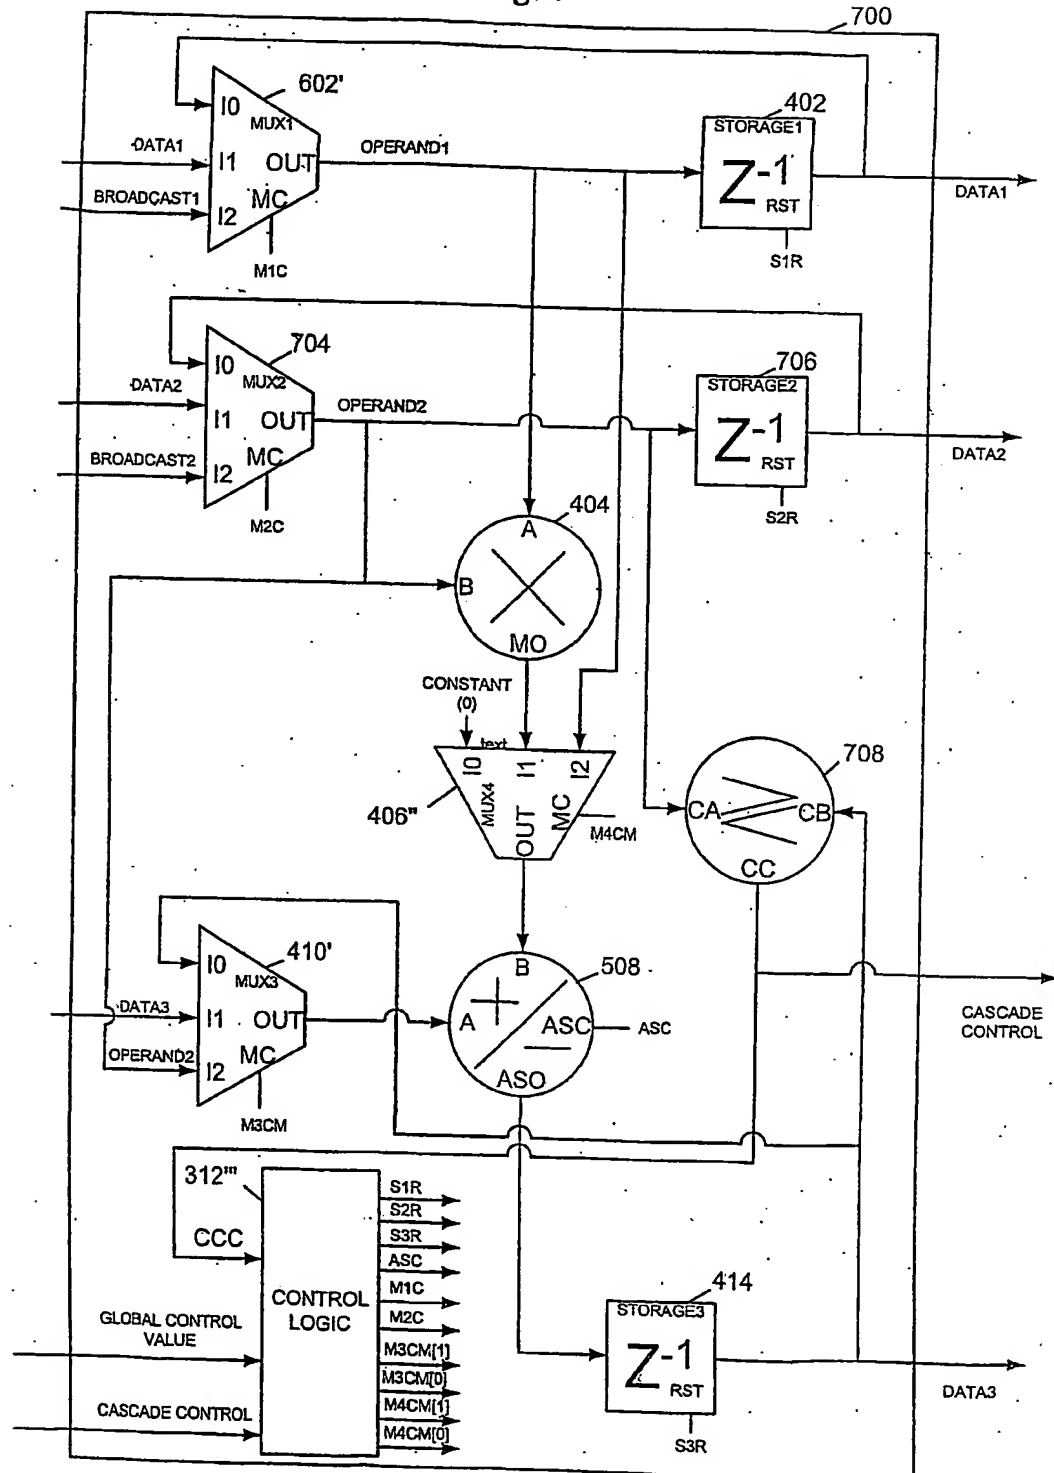 700
602'
I0
MUX1
DATA1
I1
OUT
OPERAND1
BROADCAST1
MC
I2
M1C
402
STORAGE1
Z-1
RST
DATA1
S1R
704
I0
MUX2
DATA2
I1
OUT
OPERAND2
BROADCAST2
MC
I2
M2C
706
STORAGE2
Z-1
RST
DATA2
S2R
404
A
B
MO
CONSTANT
(0)
text
I0
I1
I2
MUX4
OUT
MC
406"
M4CM
708
CA
CB
CC
410'
I0
MUX3
DATA3
I1
OUT
OPERAND2
MC
I2
M3CM
508
B
A
+
ASC
ASC
ASO
CASCADE
CONTROL
312'"
CCC
CONTROL
LOGIC
S1R
S2R
S3R
ASC
M1C
M2C
M3CM[1]
M3CM[0]
M4CM[1]
M4CM[0]
GLOBAL CONTROL
VALUE
CASCADE CONTROL
414
STORAGE3
Z-1
RST
DATA3
S3R